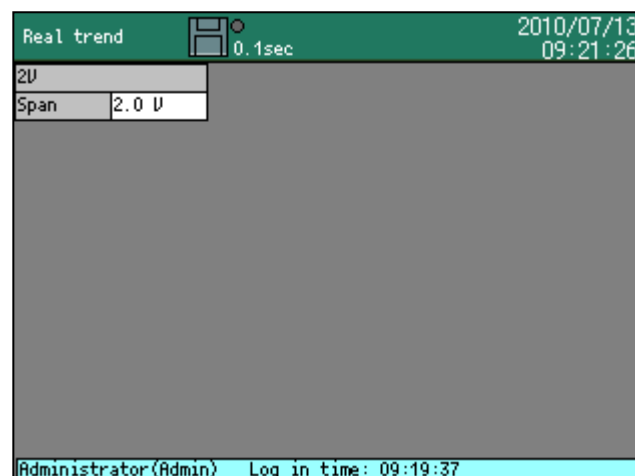 Real trend
0.1sec
2010/07/13
09:21:26
2V
Span 2.0 V
Administrator(Admin) Log in time: 09:19:37